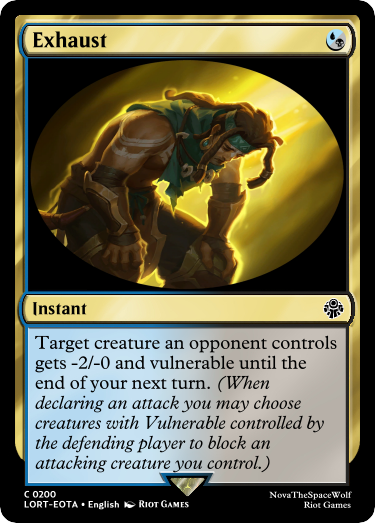 Exhaust
Instant
Target creature an opponent controls
gets -2/-0 and vulnerable until the
end of your next turn. (When
declaring an attack you may choose
creatures with Vulnerable controlled by
the defending player to block an
attacking creature you control.)
C 0200
LORT-EOTA • English Riot Games
NovaTheSpaceWolf
Riot Games